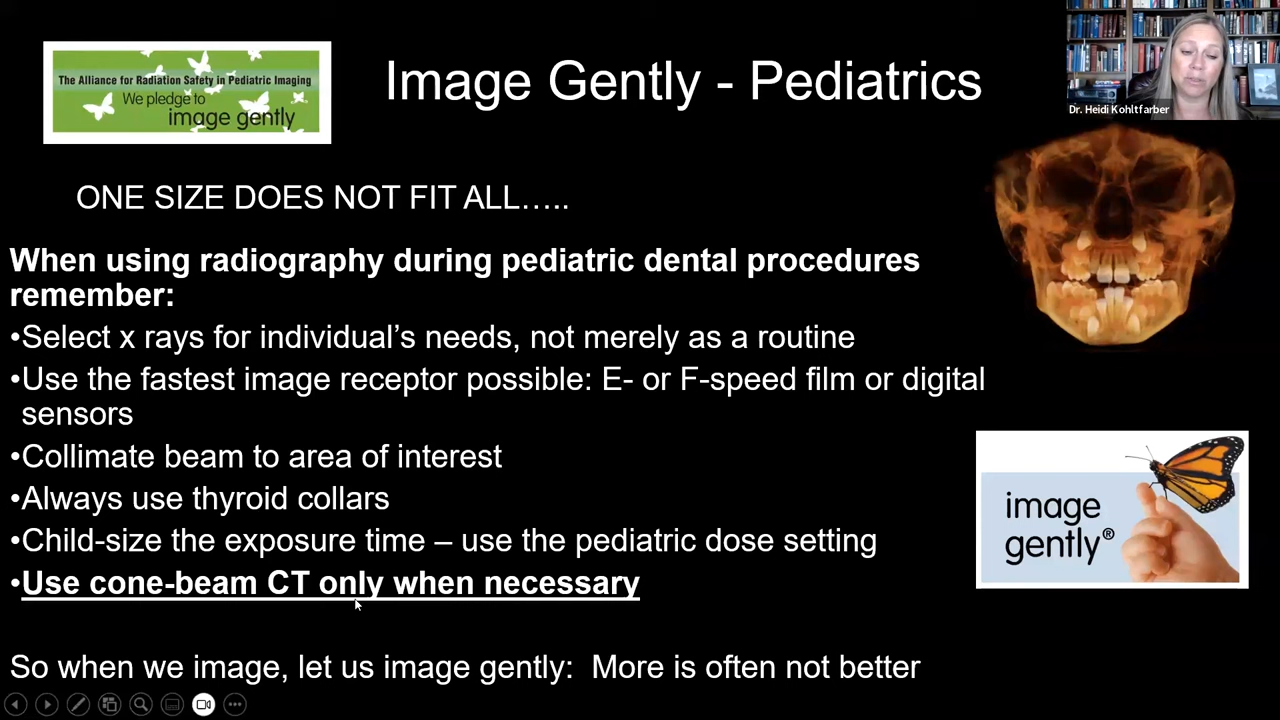 The Alliance for Radiation Safety in Pediatric Imaging
We pledge to
image gently
Image Gently - Pediatrics
Dr. Heidi Kohltfarber
ONE SIZE DOES NOT FIT ALL…..
When using radiography during pediatric dental procedures
remember:
•Select x rays for individual’s needs, not merely as a routine
•Use the fastest image receptor possible: E- or F-speed film or digital
sensors
•Collimate beam to area of interest
•Always use thyroid collars
•Child-size the exposure time – use the pediatric dose setting
•Use cone-beam CT only when necessary
image
gently®
So when we image, let us image gently: More is often not better